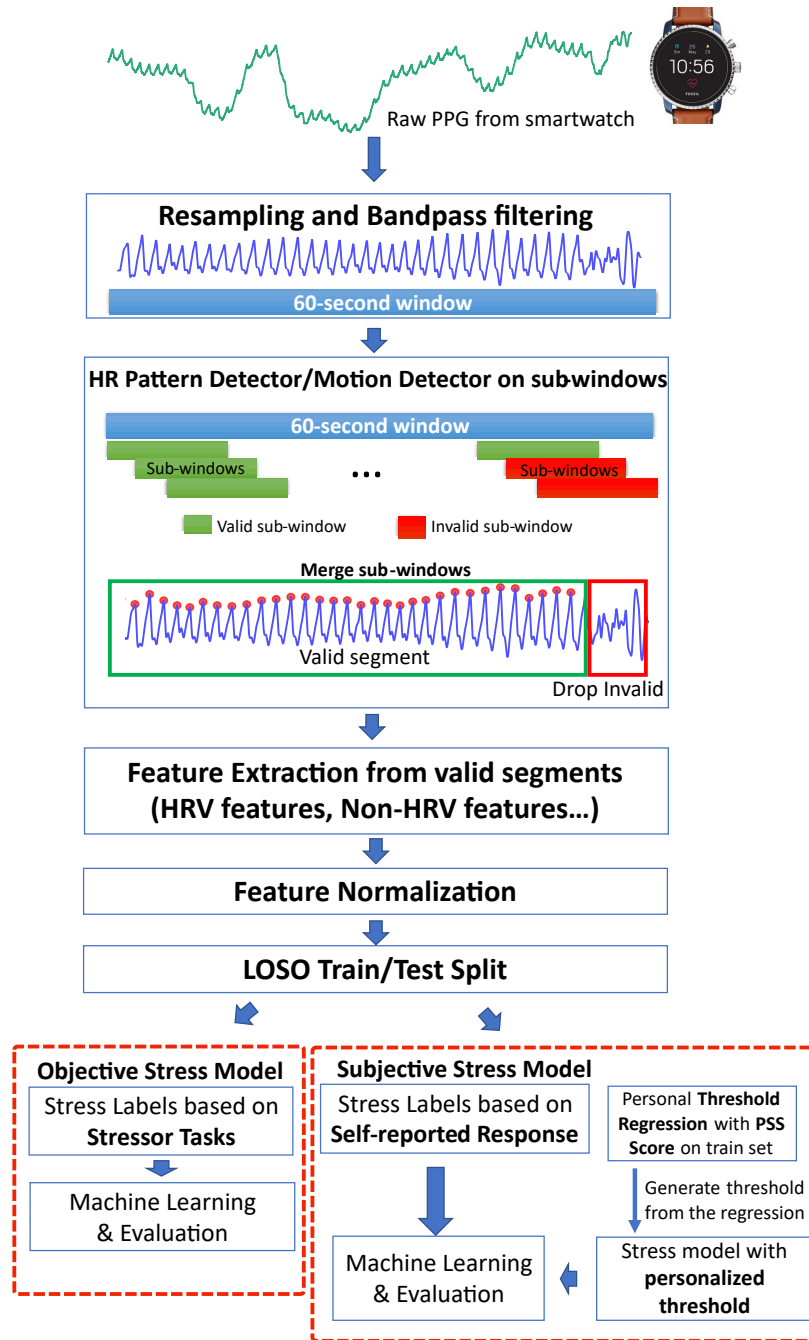 10:56
FOSSIL
Raw PPG from smartwatch
Resampling and Bandpass filtering
60-second window
HR Pattern Detector/Motion Detector on sub-windows
60-second window
Sub-windows
...
Sub-windows
Valid sub-window
Invalid sub-window
Merge sub-windows
Valid segment
Drop Invalid
Feature Extraction from valid segments
(HRV features, Non-HRV features…)
Feature Normalization
LOSO Train/Test Split
Objective Stress Model
Stress Labels based on
Stressor Tasks
Machine Learning
& Evaluation
Subjective Stress Model
Stress Labels based on
Self-reported Response
Personal Threshold
Regression with PSS
Score on train set
Generate threshold
from the regression
Machine Learning
& Evaluation
Stress model with
personalized
threshold